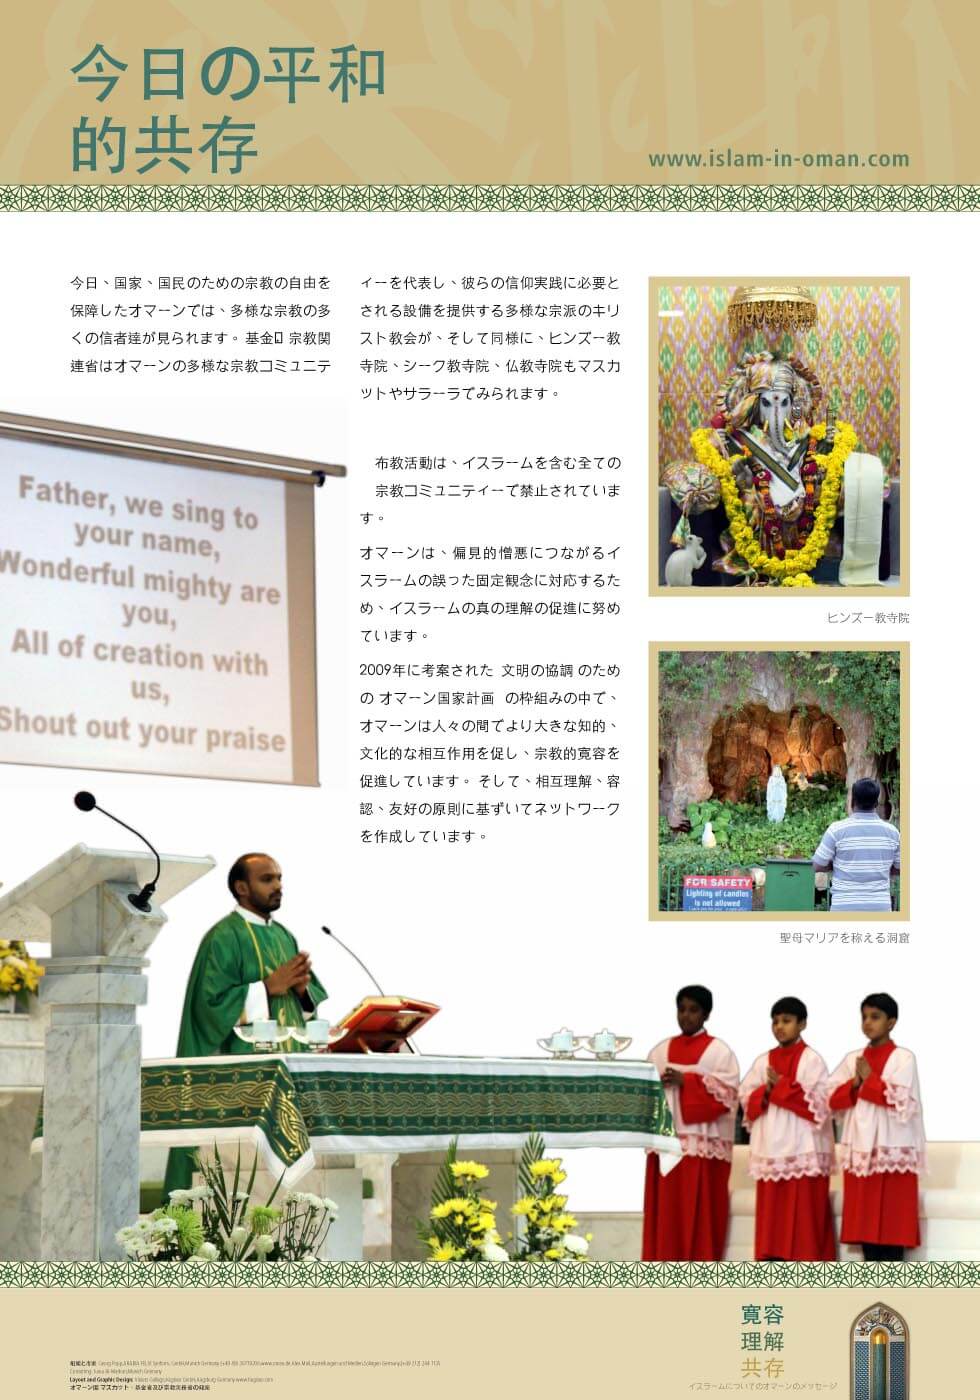 今日の平和
的共存
www.islam-in-oman.com
今日、国家、国民のための宗教の自由を
保障したオマーンでは、多様な宗教の多
くの信者達が見られます。基金 宗教関
連省はオマーンの多様な宗教コミュニテ
ィーを代表し、彼らの信仰実践に必要と
される設備を提供する多様な宗派のキリ
スト教会が、そして同様に、ヒンズー教
寺院、シーク教寺院、仏教寺院もマスカ
ットやサラーラでみられます。
布教活動は、イスラームを含む全ての
宗教コミュニティーで禁止されていま
す。
オマーンは、偏見的憎悪につながるイ
スラームの誤った固定観念に対応するた
め、イスラームの真の理解の促進に努め
ています。
2009年に考案された 文明の協調 のため
の オマーン国家計画 の枠組みの中で、
オマーンは人々の間でより大きな知的、
文化的な相互作用を促し、宗教的寛容を
促進しています。そして、相互理解、容
認、友好の原則に基ずいてネットワーク
を作成しています。
Father, we sing to
your name,
Wonderful mighty are
you,
All of creation with
us,
Shout out your praise
ヒンズー教寺院
FOR SAFETY
Lighting of candles
is not allowed
聖母マリアを称える洞窟
寛容
理解
共存
イスラームについてのオマーンのメッセージ